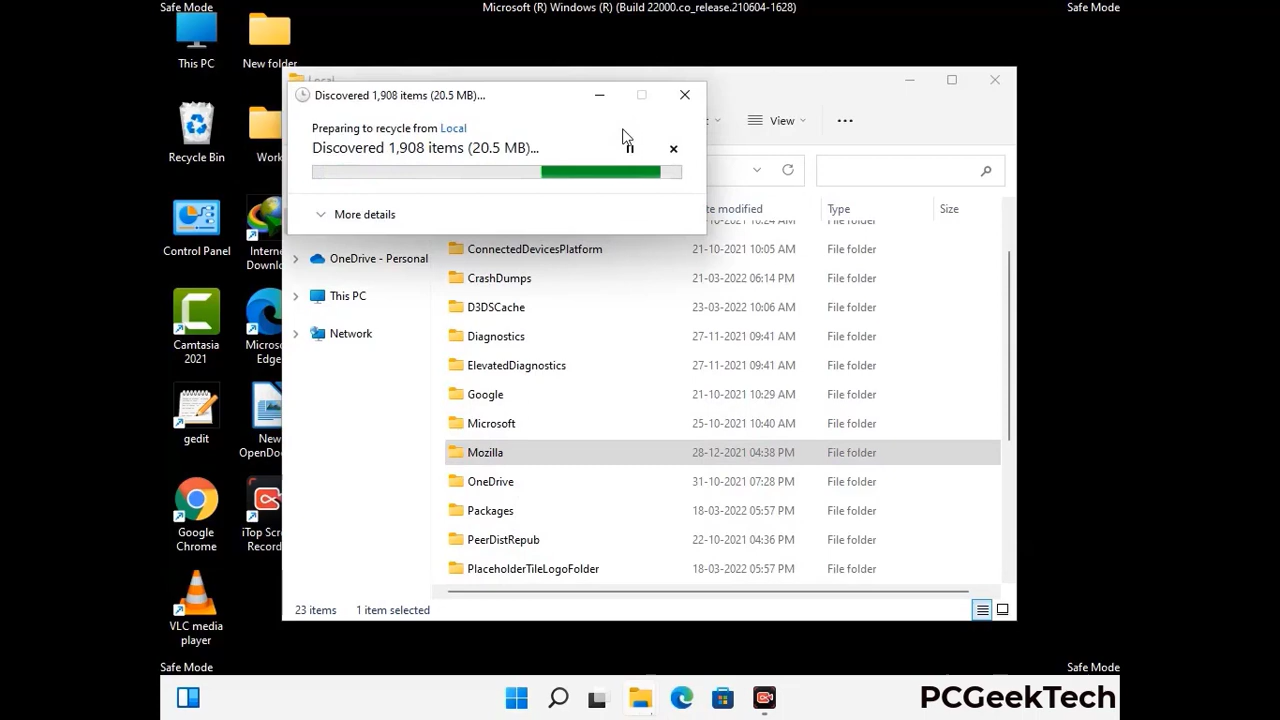 Safe Mode
Microsoft (R) Windows (R) (Build 22000.co_release.210604-1628)
Safe Mode
This PC
New folder
Recycle Bin
Work
Control Panel
Intern
Downlo
Camtasia
2021
Micros
Edge
gedit
New
OpenDoc
Google
Chrome
iTop Scr
Record
VLC media
player
Local
Discovered 1,908 items (20.5 MB)...
Preparing to recycle from Local
Discovered 1,908 items (20.5 MB)...
More details
View
te modified
Type
Size
OneDrive - Personal
This PC
Network
File folder
ConnectedDevicesPlatform 21-10-2021 10:05 AM File folder
CrashDumps 21-03-2022 06:14 PM File folder
D3DSCache 23-03-2022 10:06 AM File folder
Diagnostics 27-11-2021 09:41 AM File folder
ElevatedDiagnostics 27-11-2021 09:41 AM File folder
Google 21-10-2021 10:29 AM File folder
Microsoft 25-10-2021 10:40 AM File folder
Mozilla 28-12-2021 04:38 PM File folder
OneDrive 31-10-2021 07:28 PM File folder
Packages 18-03-2022 05:57 PM File folder
PeerDistRepub 22-10-2021 04:36 PM File folder
PlaceholderTileLogoFolder 18-03-2022 05:57 PM File folder
23 items
1 item selected
Safe Mode
Safe Mode
PCGeekTech